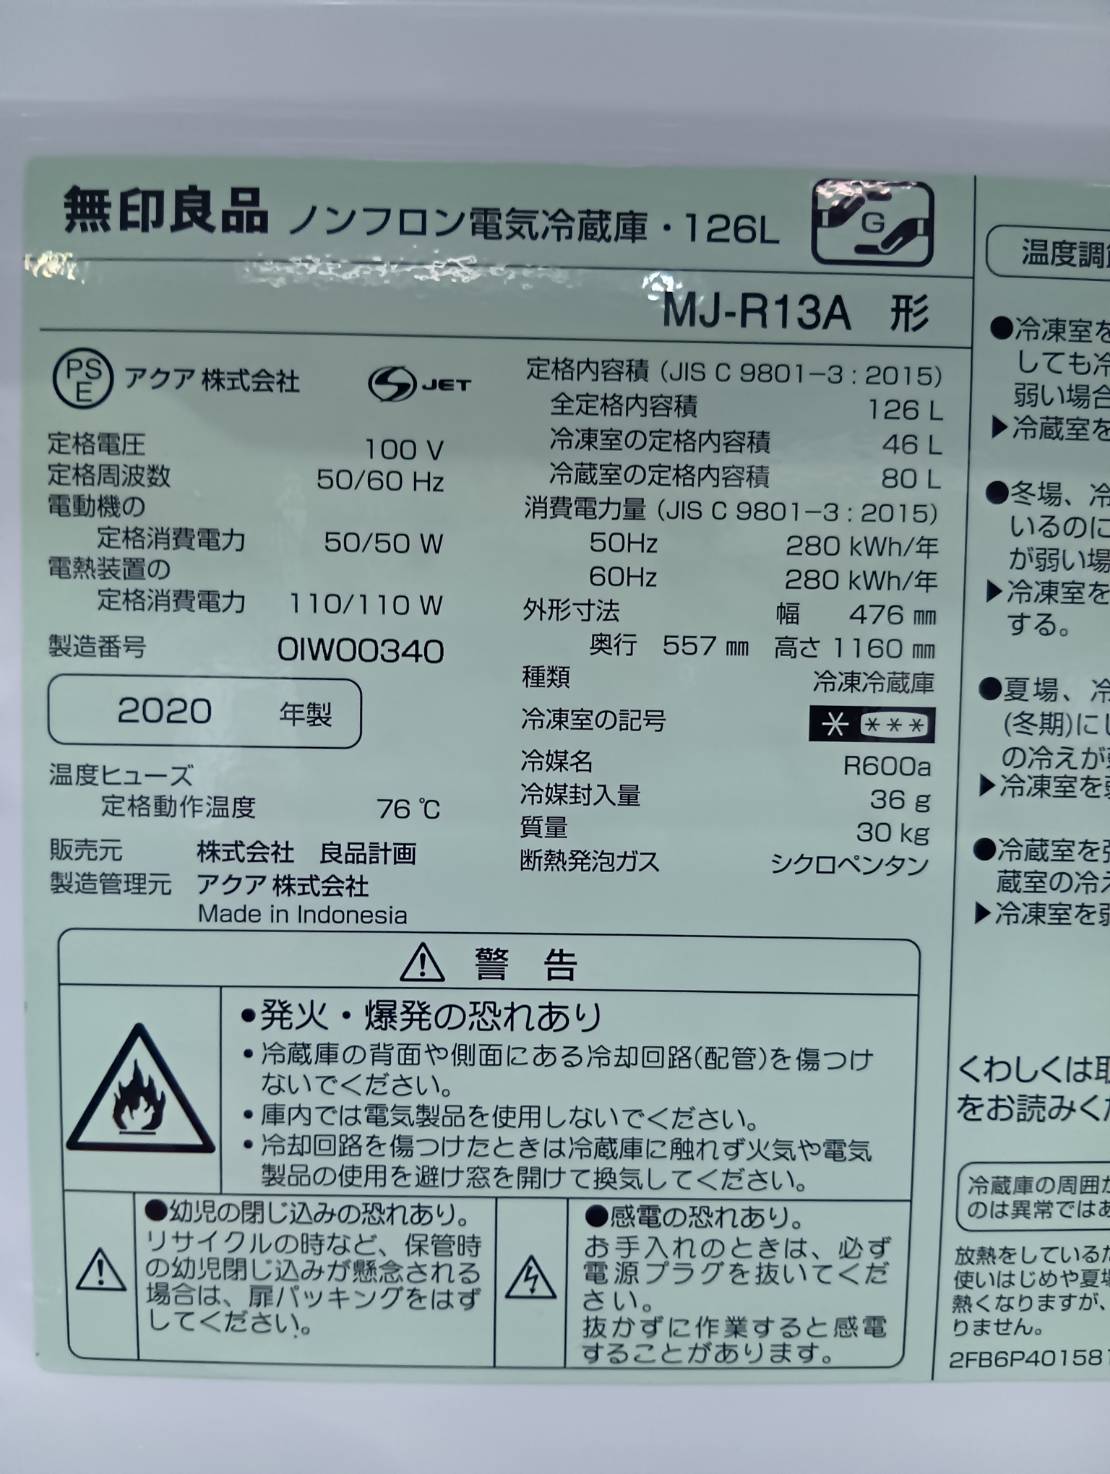 無印良品 ノンフロン電気冷蔵庫・126L
G
MJ-R13A 形
PSE アクア株式会社 S JET
定格電圧 100 V
定格周波数 50/60 Hz
電動機の
定格消費電力 50/50 W
電熱装置の
定格消費電力 110/110 W
製造番号 OIW00340
2020 年製
温度ヒューズ
定格動作温度 76℃
販売元 株式会社 良品計画
製造管理元 アクア株式会社
Made in Indonesia
定格内容積 (JIS C 9801-3:2015)
全定格内容積 126 L
冷凍室の定格内容積 46 L
冷蔵室の定格内容積 80 L
消費電力量 (JIS C 9801-3:2015)
50Hz 280 kWh/年
60Hz 280 kWh/年
外形寸法 幅 476 ㎜
奥行 557 ㎜ 高さ 1160 ㎜
種類 冷凍冷蔵庫
冷凍室の記号 * ***
冷媒名 R600a
冷媒封入量 36 g
質量 30 kg
断熱発泡ガス シクロペンタン
⚠ 警 告
●発火・爆発の恐れあり
•冷蔵庫の背面や側面にある冷却回路(配管)を傷つけ
ないでください。
•庫内では電気製品を使用しないでください。
•冷却回路を傷つけたときは冷蔵庫に触れず火気や電気
製品の使用を避け窓を開けて換気してください。
●幼児の閉じ込みの恐れあり。
リサイクルの時など、保管時
の幼児閉じ込みが懸念される
場合は、扉パッキングをはず
してください。
●感電の恐れあり。
お手入れのときは、必ず
電源プラグを抜いてくだ
さい。
抜かずに作業すると感電
することがあります。
温度調
●冷凍室を
しても冷
弱い場合
▶冷蔵室を
●冬場、冷
いるのに
が弱い場
▶冷凍室を
する。
●夏場、冷
(冬期)に
の冷えが
▶冷凍室を
●冷蔵室を
蔵室の冷え
▶冷凍室を
くわしくは取
をお読みく
冷蔵庫の周囲
のは異常では
放熱をしている
使いはじめや夏場
熱くなりますが、
りません。
2FB6P401581